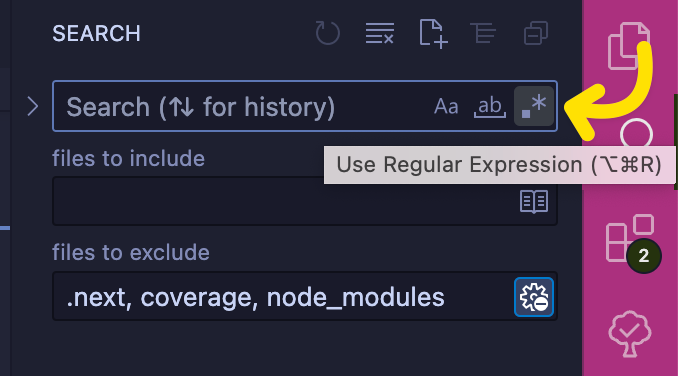 SEARCH
Search (⇅ for history)
Aa
ab
.*
files to include
Use Regular Expression (⌥⌘R)
files to exclude
2
.next, coverage, node_modules